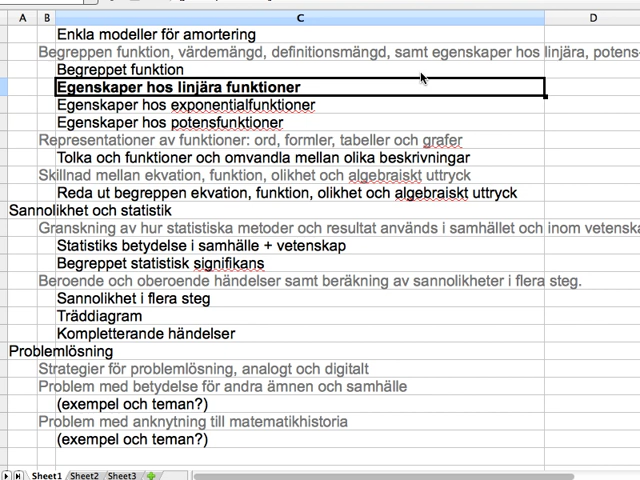 A B C D
Enkla modeller för amortering
Begreppen funktion, värdemängd, definitionsmängd, samt egenskaper hos linjära, potens-
Begreppet funktion
Egenskaper hos linjära funktioner
Egenskaper hos exponentialfunktioner
Egenskaper hos potensfunktioner
Representationer av funktioner: ord, formler, tabeller och grafer
Tolka och funktioner och omvandla mellan olika beskrivningar
Skillnad mellan ekvation, funktion, olikhet och algebraiskt uttryck
Reda ut begreppen ekvation, funktion, olikhet och algebraiskt uttryck
Sannolikhet och statistik
Granskning av hur statistiska metoder och resultat används i samhället och inom vetenska
Statistiks betydelse i samhälle + vetenskap
Begreppet statistisk signifikans
Beroende och oberoende händelser samt beräkning av sannolikheter i flera steg.
Sannolikhet i flera steg
Träddiagram
Kompletterande händelser
Problemlösning
Strategier för problemlösning, analogt och digitalt
Problem med betydelse för andra ämnen och samhälle
(exempel och teman?)
Problem med anknytning till matematikhistoria
(exempel och teman?)
Sheet1 Sheet2 Sheet3